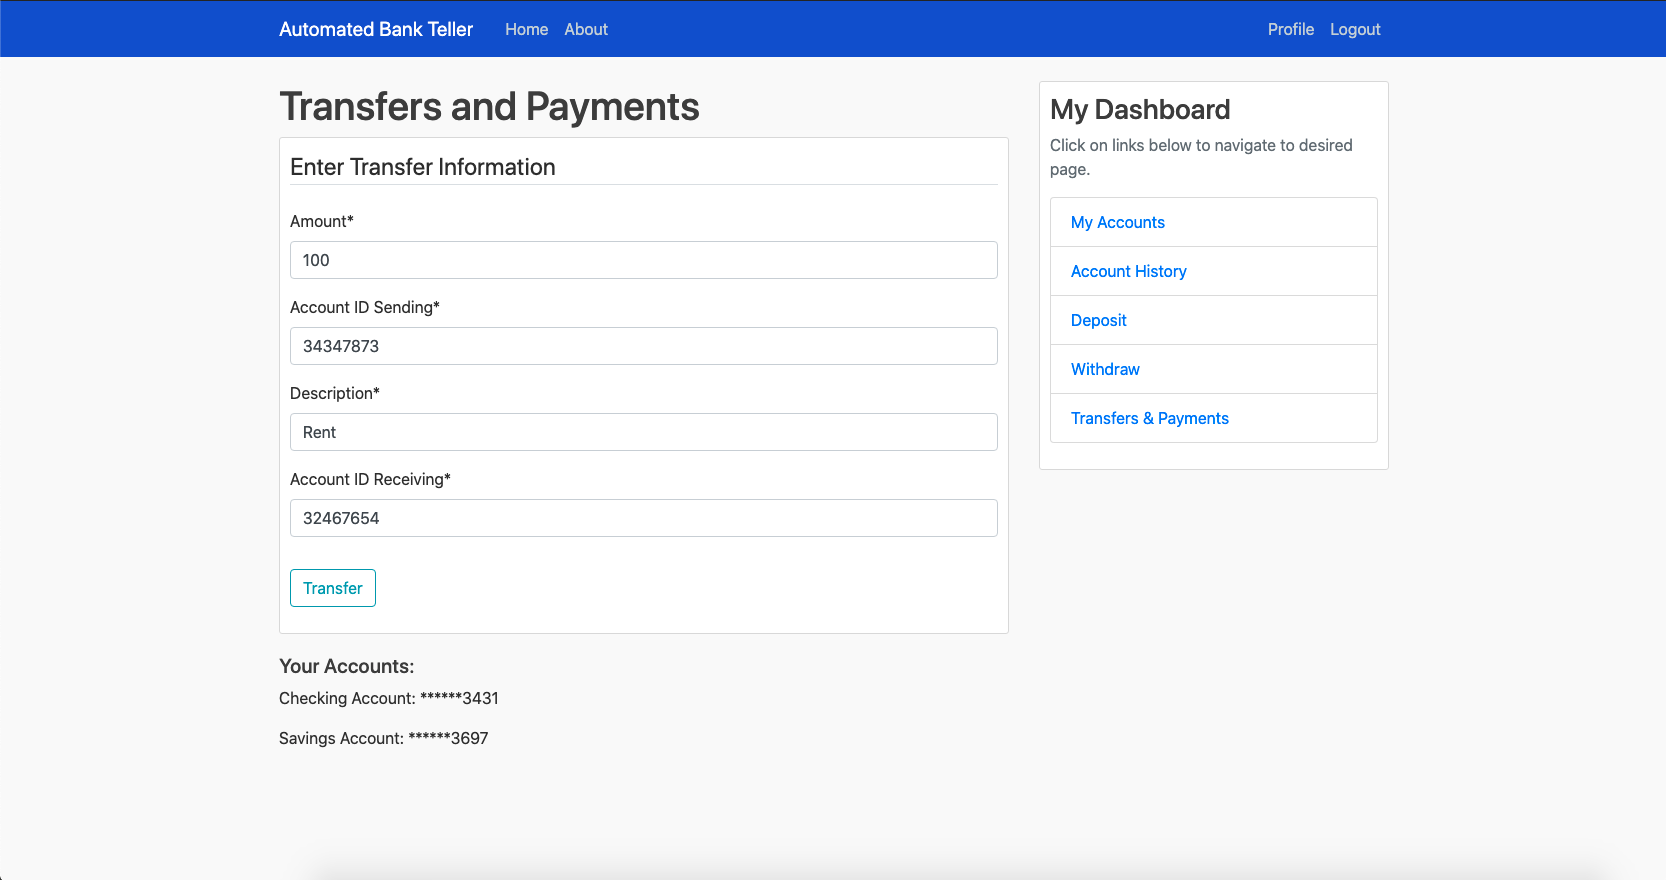 Automated Bank Teller Home About Profile Logout
Transfers and Payments
Enter Transfer Information
Amount*
100
Account ID Sending*
34347873
Description*
Rent
Account ID Receiving*
32467654
Transfer
Your Accounts:
Checking Account: ******3431
Savings Account: ******3697
My Dashboard
Click on links below to navigate to desired
page.
My Accounts
Account History
Deposit
Withdraw
Transfers & Payments